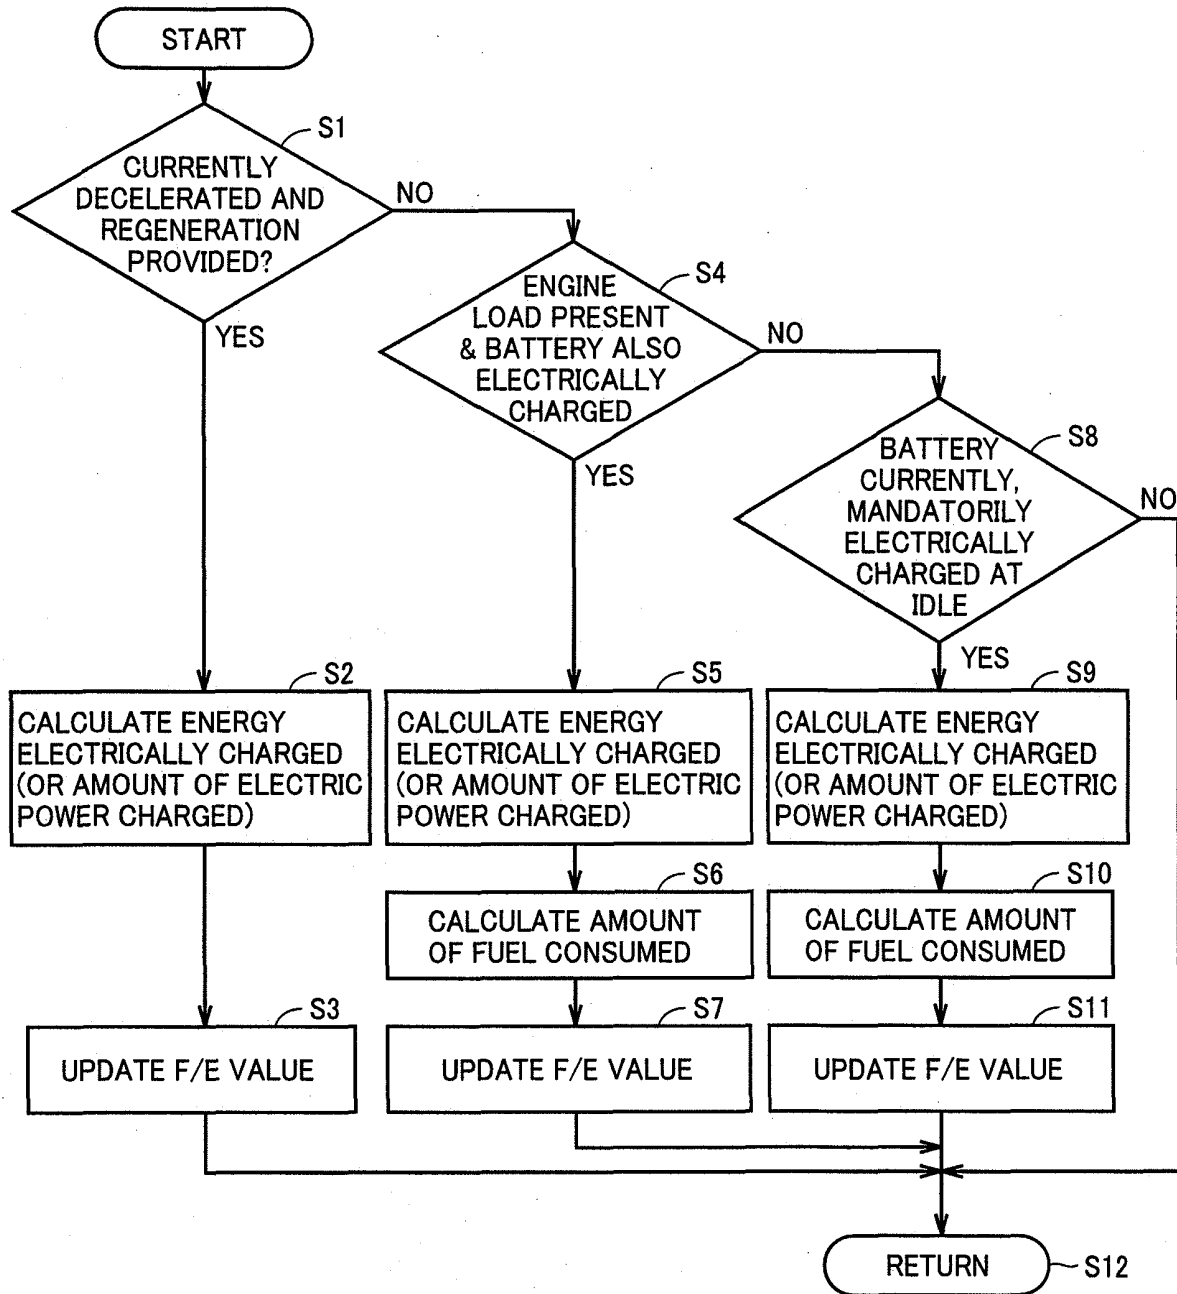 START
S1
CURRENTLY
DECELERATED AND
REGENERATION
PROVIDED?
NO
YES
S4
ENGINE
LOAD PRESENT
& BATTERY ALSO
ELECTRICALLY
CHARGED
NO
YES
S8
BATTERY
CURRENTLY,
MANDATORILY
ELECTRICALLY
CHARGED AT
IDLE
NO
YES
S2
CALCULATE ENERGY
ELECTRICALLY CHARGED
(OR AMOUNT OF ELECTRIC
POWER CHARGED)
S5
CALCULATE ENERGY
ELECTRICALLY CHARGED
(OR AMOUNT OF ELECTRIC
POWER CHARGED)
S9
CALCULATE ENERGY
ELECTRICALLY CHARGED
(OR AMOUNT OF ELECTRIC
POWER CHARGED)
S6
CALCULATE AMOUNT
OF FUEL CONSUMED
S10
CALCULATE AMOUNT
OF FUEL CONSUMED
S3
UPDATE F/E VALUE
S7
UPDATE F/E VALUE
S11
UPDATE F/E VALUE
RETURN
S12